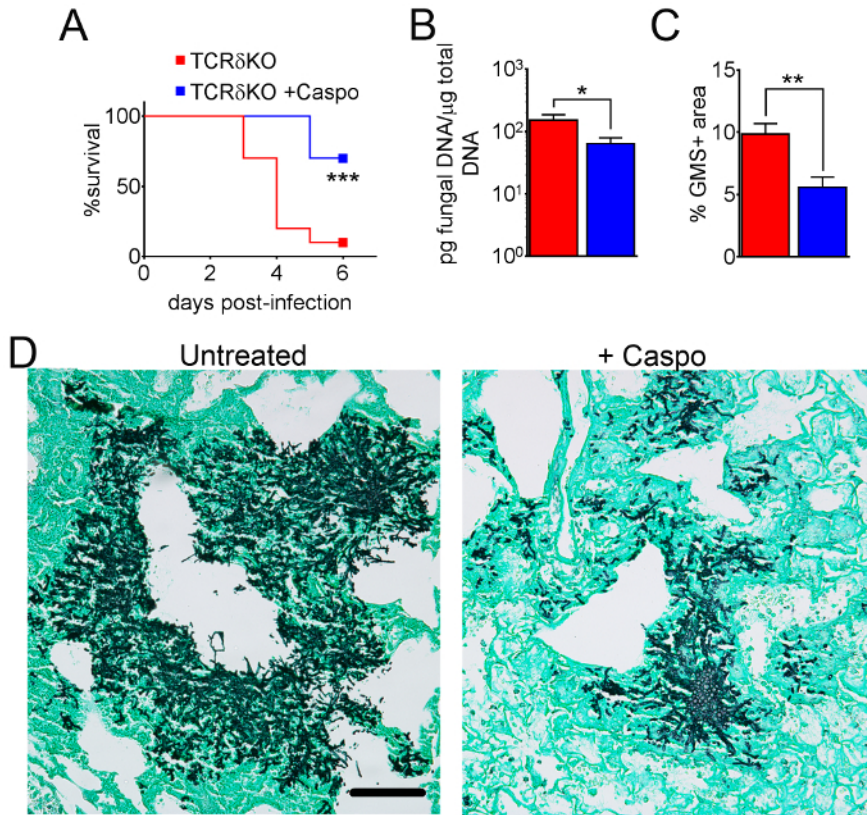 A
TCRδKO
TCRδKO +Caspo
100
50
0
%survival
0 2 4 6
***
days post-infection
B
10³
10²
10¹
10⁰
pg fungal DNA/μg total
DNA
*
C
15
10
5
0
% GMS+ area
**
D
Untreated
+ Caspo